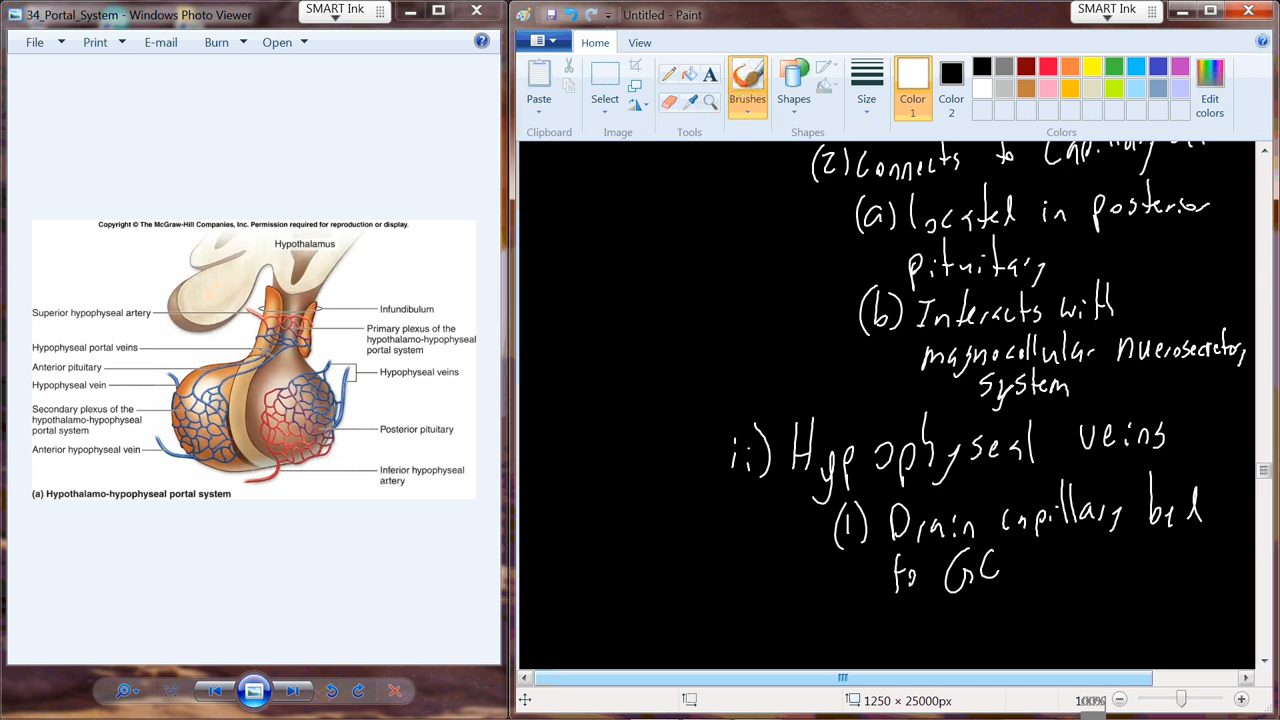 34_Portal_System - Windows Photo Viewer
SMART Ink
File Print E-mail Burn Open
Copyright © The McGraw-Hill Companies, Inc. Permission required for reproduction or display.
Hypothalamus
Superior hypophyseal artery
Hypophyseal portal veins
Anterior pituitary
Hypophyseal vein
Secondary plexus of the
hypothalamo-hypophyseal
portal system
Anterior hypophyseal vein
Infundibulum
Primary plexus of the
hypothalamo-hypophyseal
portal system
Hypophyseal veins
Posterior pituitary
Inferior hypophyseal
artery
(a) Hypothalamo-hypophyseal portal system
Untitled - Paint
SMART Ink
Home View
Paste
Select
Brushes
Shapes
Size
Color
1
Color
2
Edit
colors
Clipboard
Image
Tools
Shapes
Colors
(2) Connects to Capillary
(a) located in posterior
pituitary
(b) Interacts with
magnocellular nuerosecretory
system
ii) Hypophyseal veins
(1) Drain capillary bed
to GC
1250 × 25000px
100%